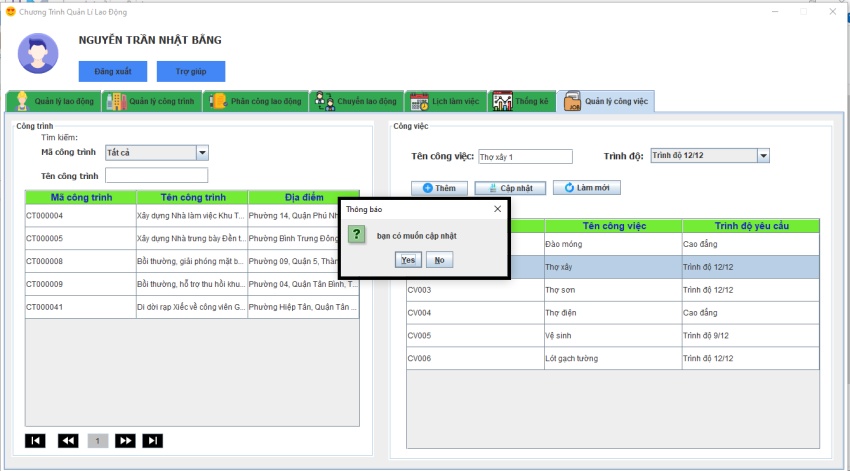 Chương Trình Quản Lí Lao Động
NGUYỄN TRẦN NHẬT BĂNG
Đăng xuất Trợ giúp
Quản lý lao động Quản lý công trình Phân công lao động Chuyển lao động Lịch làm việc Thống kê Quản lý công việc
Công trình
Tìm kiếm:
Mã công trình Tất cả
Tên công trình
Mã công trình Tên công trình Địa điểm
CT000004 Xây dựng Nhà làm việc Khu T... Phường 14, Quận Phú Nh
CT000005 Xây dựng Nhà trưng bày Đền t... Phường Bình Trưng Đông
CT000008 Bồi thường, giải phóng mặt b... Phường 09, Quận 5, Thàn
CT000009 Bồi thường, hỗ trợ thu hồi khu... Phường 04, Quận Tân Bình, T...
CT000041 Di dời rạp Xiếc về công viên G... Phường Hiệp Tân, Quận Tân ...
1
Công việc
Tên công việc: Thợ xây 1 Trình độ: Trình độ 12/12
Thêm Cập nhật Làm mới
Tên công việc Trình độ yêu cầu
Đào móng Cao đẳng
Thợ xây Trình độ 12/12
CV003 Thợ sơn Trình độ 12/12
CV004 Thợ điện Cao đẳng
CV005 Vệ sinh Trình độ 9/12
CV006 Lót gạch tường Trình độ 12/12
Thông báo
bạn có muốn cập nhật
Yes No